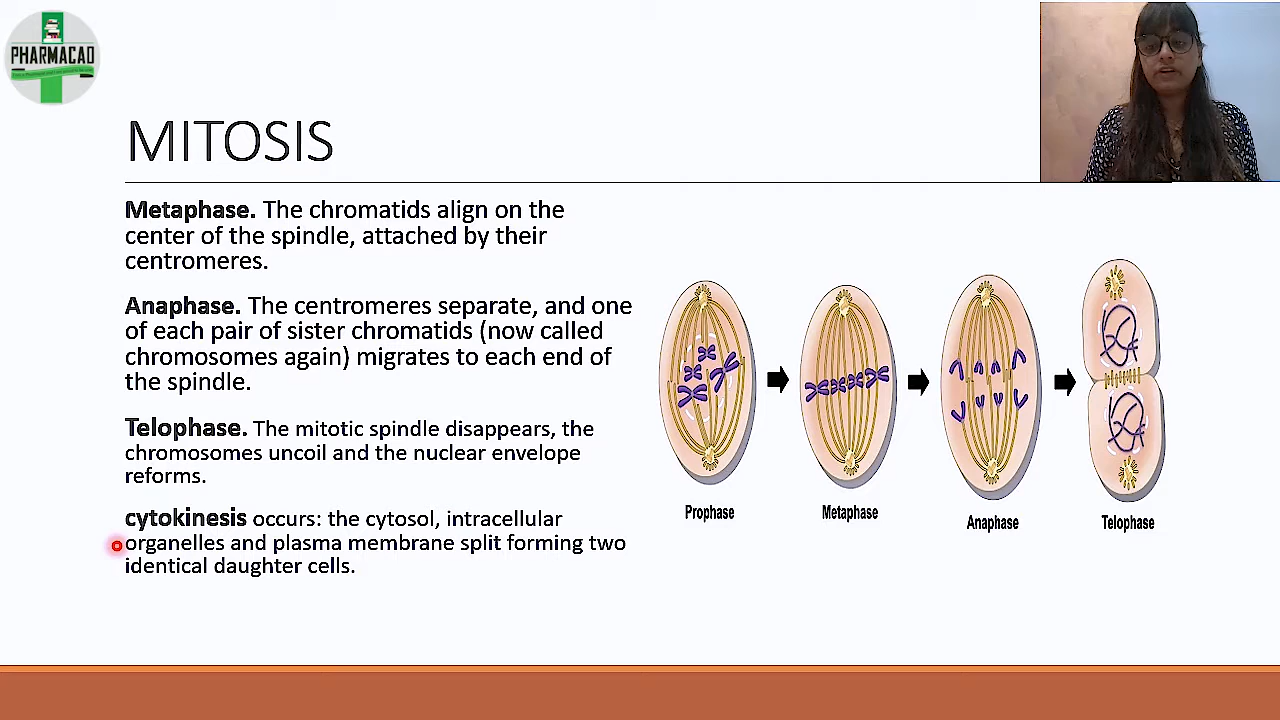 PHARMACAD
MITOSIS
Metaphase. The chromatids align on the
center of the spindle, attached by their
centromeres.
Anaphase. The centromeres separate, and one
of each pair of sister chromatids (now called
chromosomes again) migrates to each end of
the spindle.
Telophase. The mitotic spindle disappears, the
chromosomes uncoil and the nuclear envelope
reforms.
cytokinesis occurs: the cytosol, intracellular
organelles and plasma membrane split forming two
identical daughter cells.
Prophase
Metaphase
Anaphase
Telophase